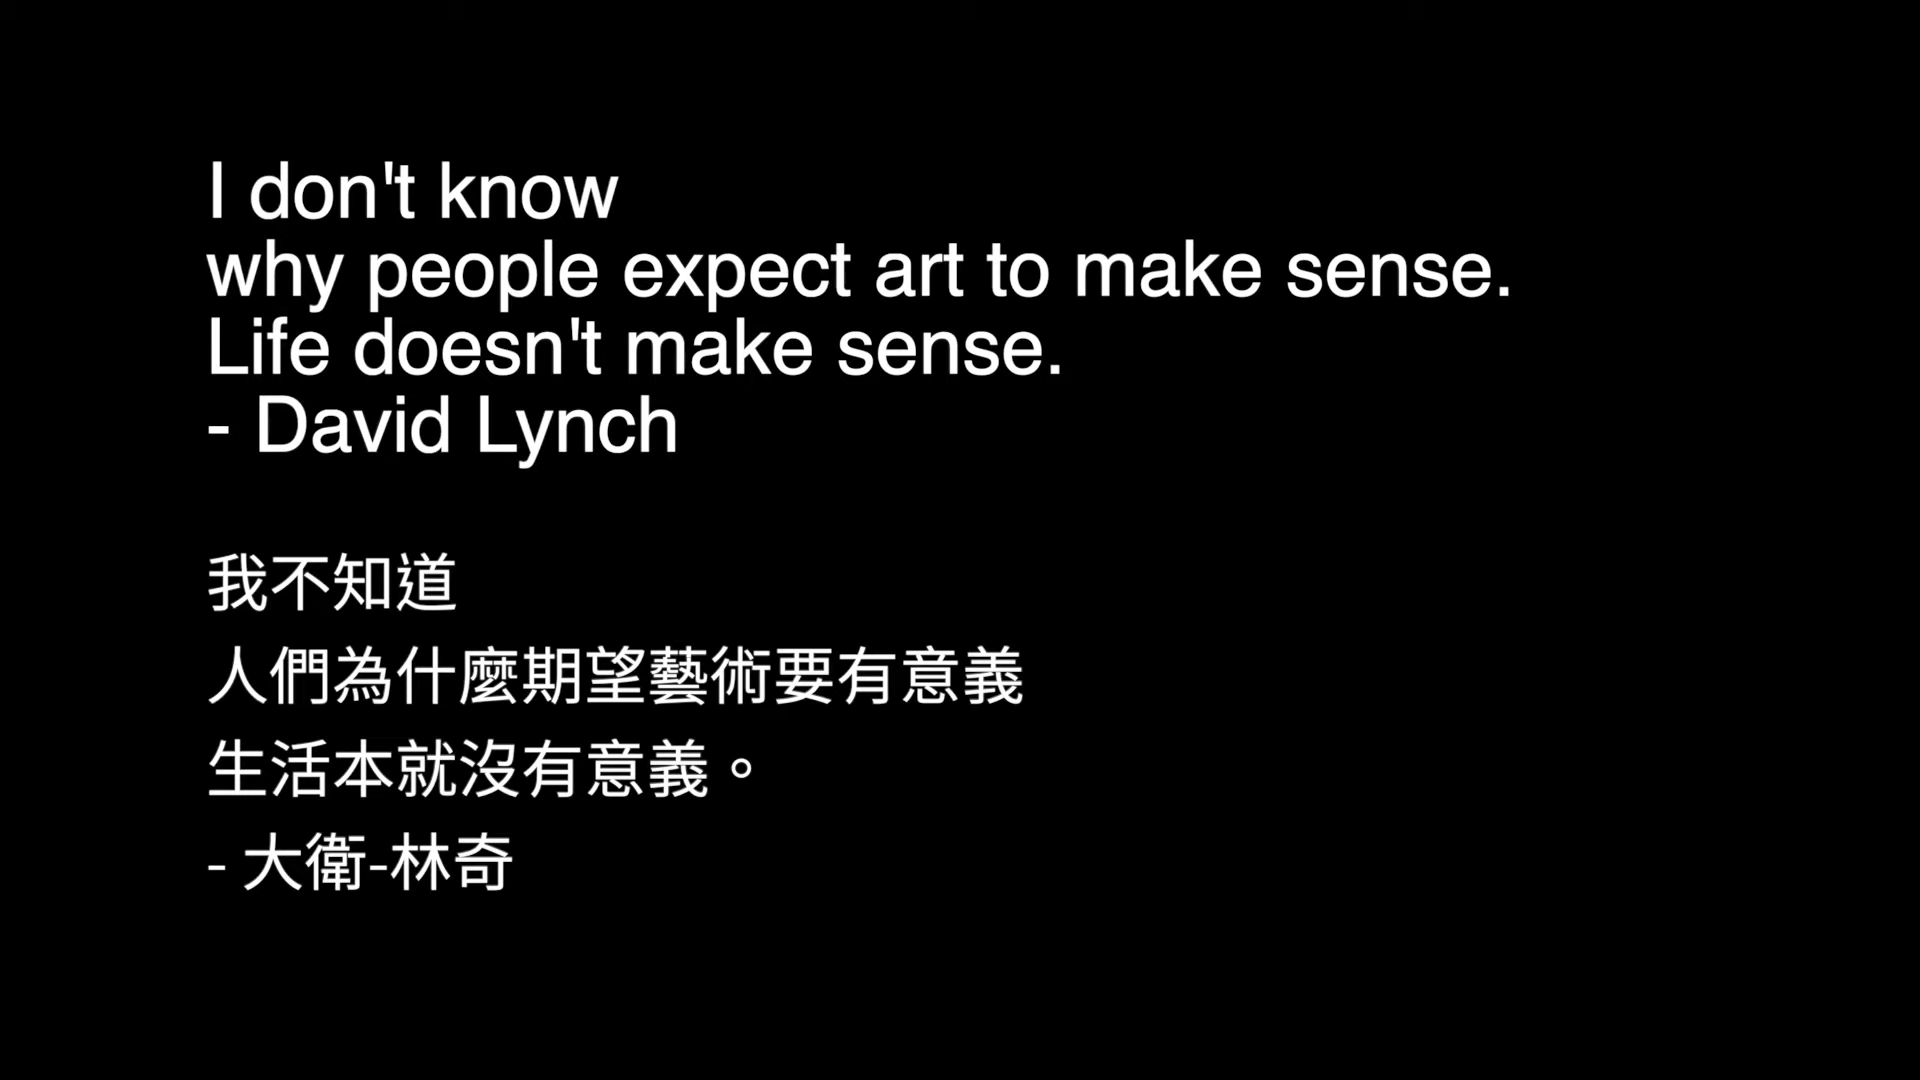 I don't know
why people expect art to make sense.
Life doesn't make sense.
- David Lynch
我不知道
人們為什麼期望藝術要有意義
生活本就沒有意義。
- 大衛-林奇